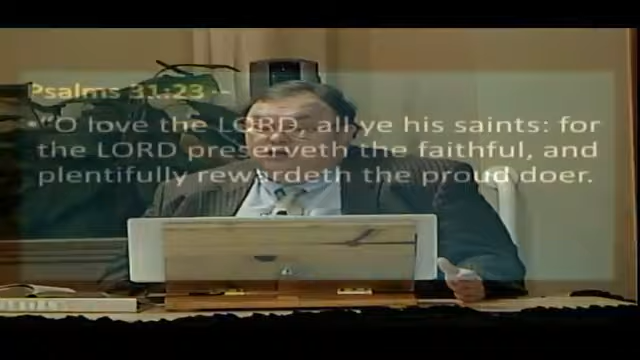 Psalms 31:23
"O love the LORD, all ye his saints: for
the LORD preserveth the faithful, and
plentifully rewardeth the proud doer.